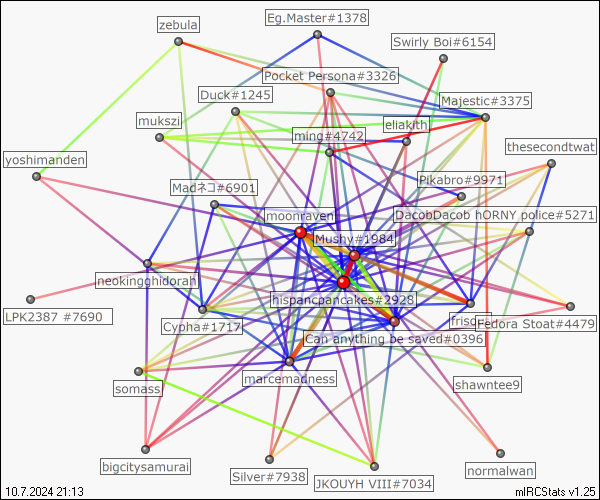 Eg.Master#1378
zebula
Swirly Boi#6154
Pocket Persona#3326
Duck#1245
Majestic#3375
mukszi
eliakith
ming#4742
thesecondtwat
yoshimanden
Pikabro#9971
Madネコ#6901
moonraven
DacobDacob hORNY police#5271
Mushy#1984
neokingghidorah
hispancpancakes#2928
LPK2387 #7690
frisc
Fedora Stoat#4479
Cypha#1717
Can anything be saved#0396
marcemadness
somass
shawntee9
bigcitysamurai
Silver#7938
normalwan
JKOUYH VIII#7034
10.7.2024 21:13
mIRCStats v1.25